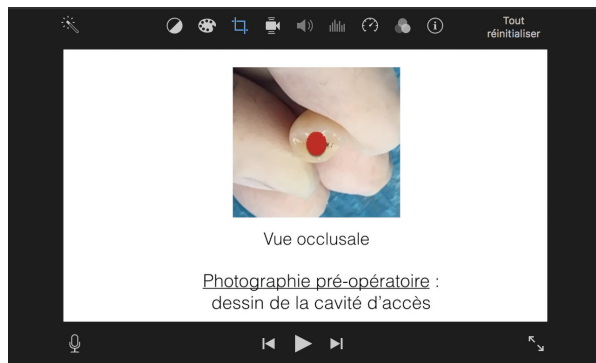 Tout
réinitialiser
Vue occlusale
Photographie pré-opératoire :
dessin de la cavité d'accès